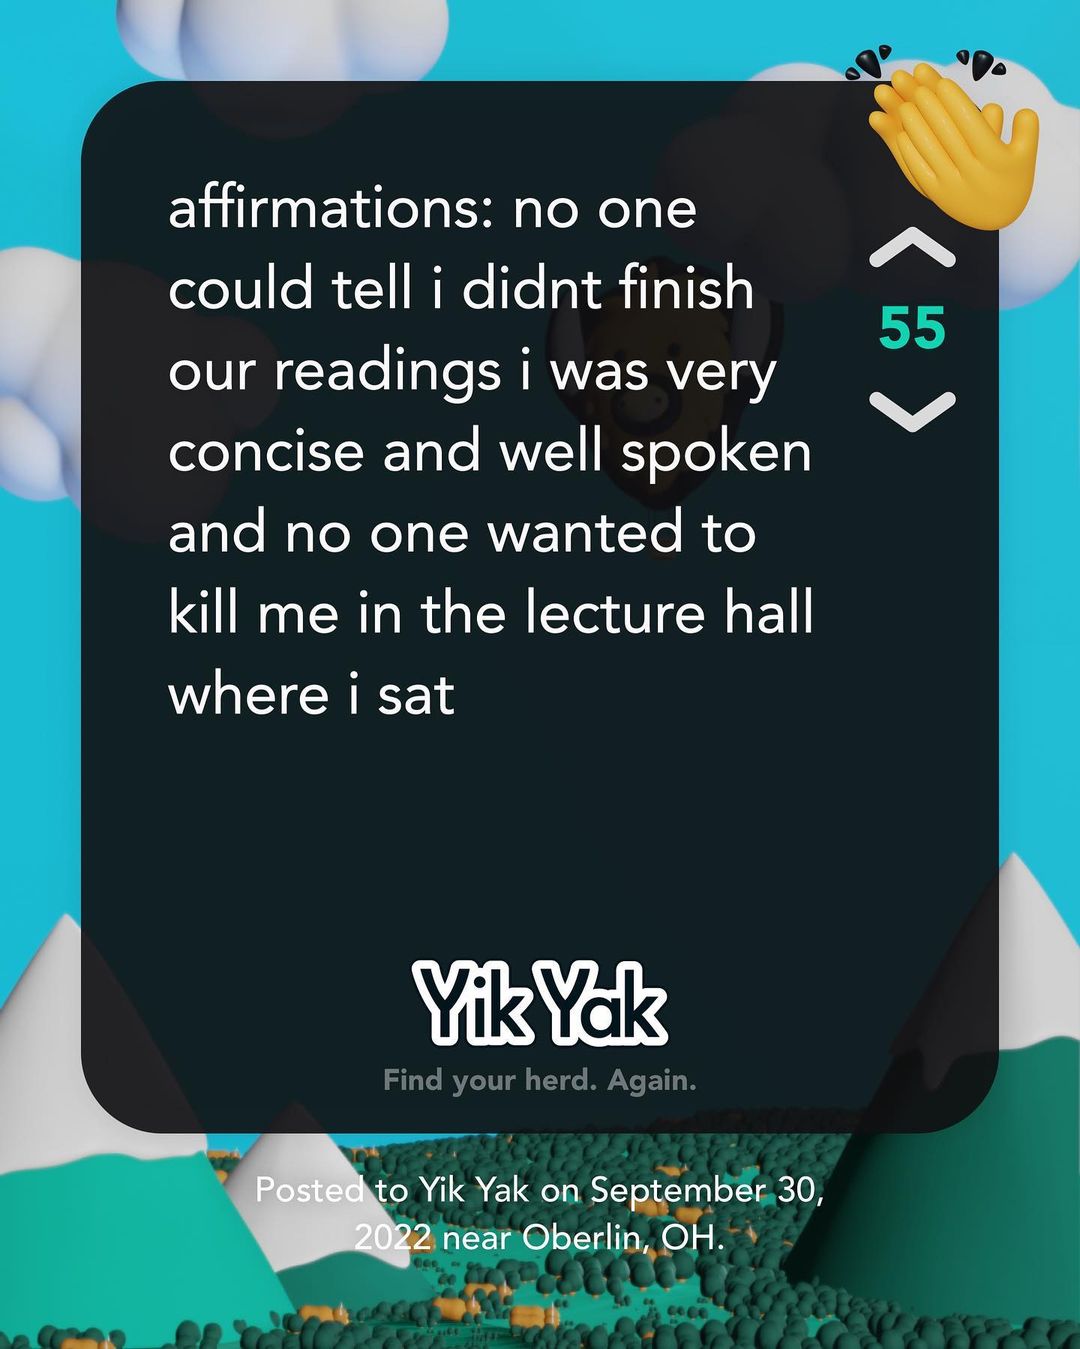 affirmations: no one
could tell i didnt finish
our readings i was very
concise and well spoken
and no one wanted to
kill me in the lecture hall
where i sat
55
Yik Yak
Find your herd. Again.
Posted to Yik Yak on September 30,
2022 near Oberlin, OH.